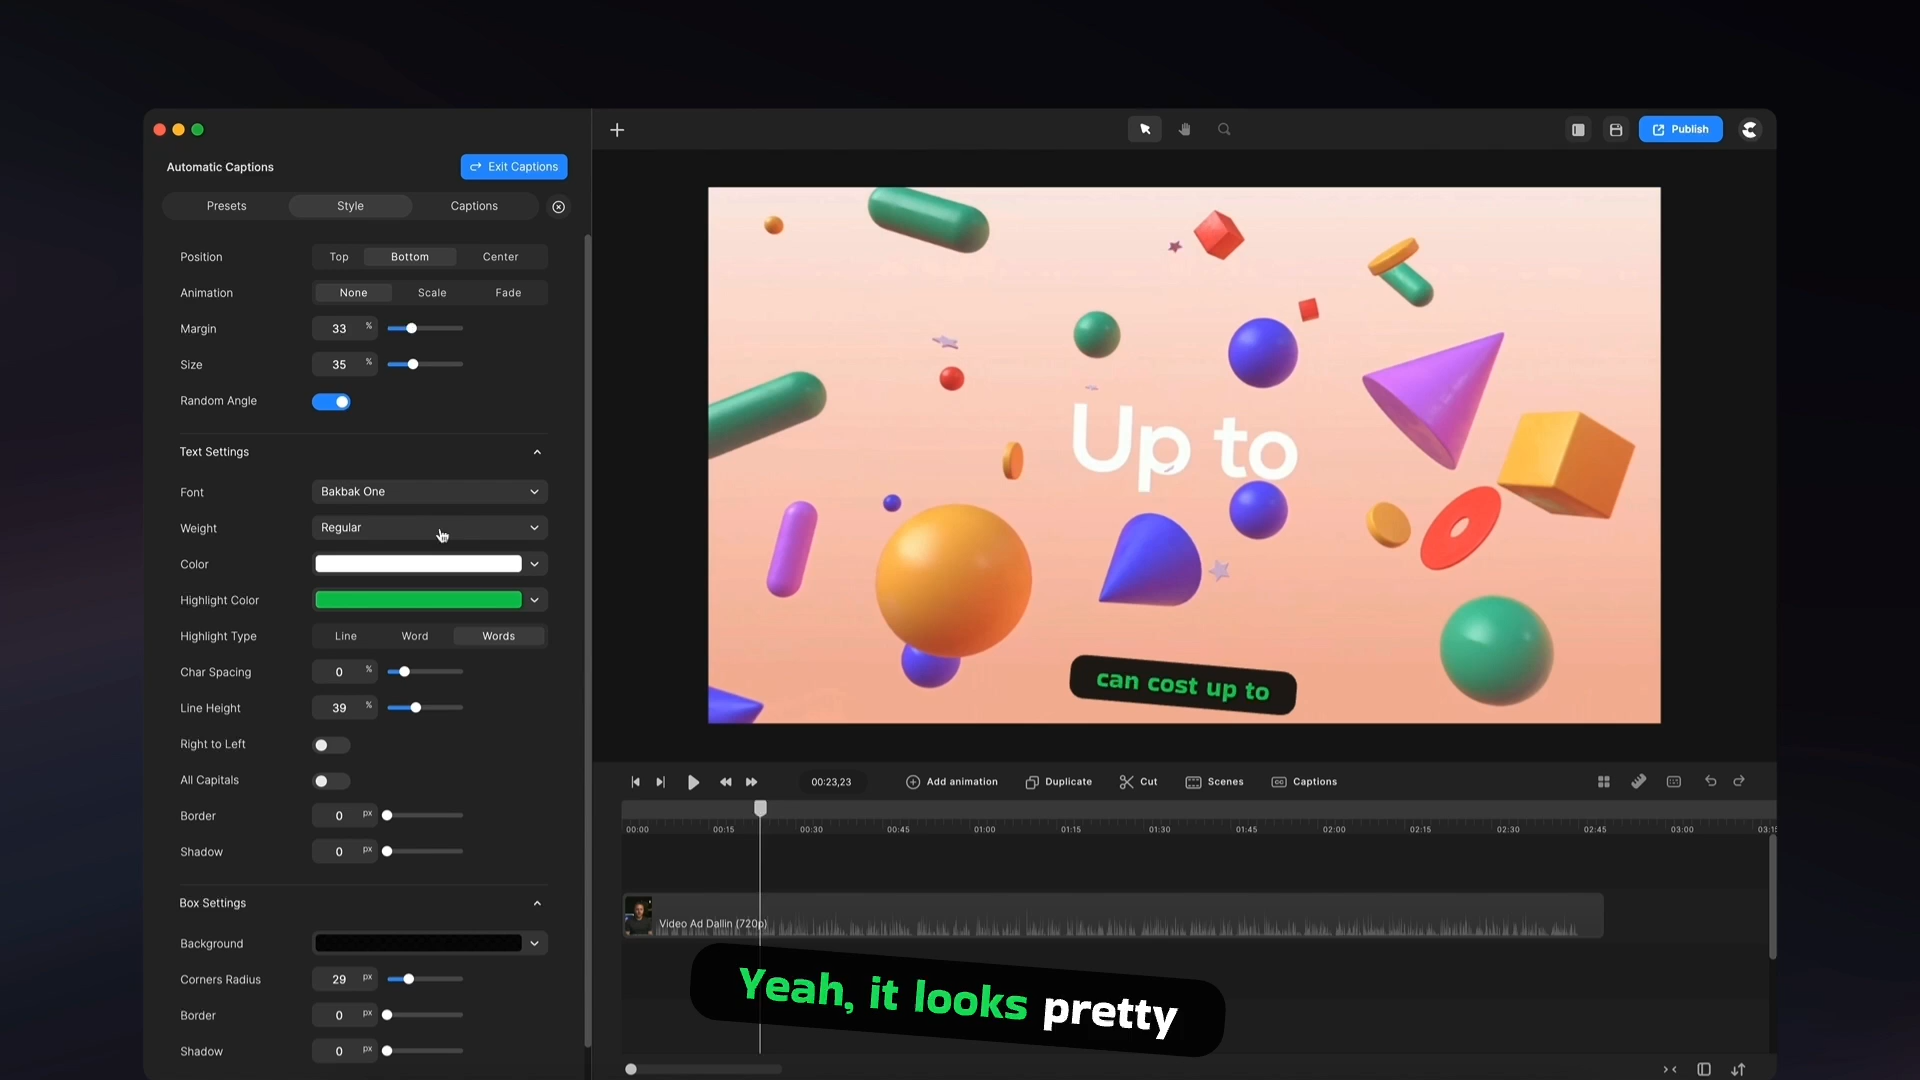 Automatic Captions
Exit Captions
Presets
Style
Captions
Position
Top
Bottom
Center
Animation
None
Scale
Fade
Margin
33 %
Size
35 %
Random Angle
Text Settings
Font
Bakbak One
Weight
Regular
Color
Highlight Color
Highlight Type
Line
Word
Words
Char Spacing
0 %
Line Height
39 %
Right to Left
All Capitals
Border
0 px
Shadow
0 px
Box Settings
Background
Corners Radius
29 px
Border
0 px
Shadow
0 px
Publish
Up to
can cost up to
00:23,23
Add animation
Duplicate
Cut
Scenes
Captions
00:00
00:15
00:30
00:45
01:00
01:15
01:30
01:45
02:00
02:15
02:30
02:45
03:00
03:15
Video Ad Dallin (720p)
Yeah, it looks pretty